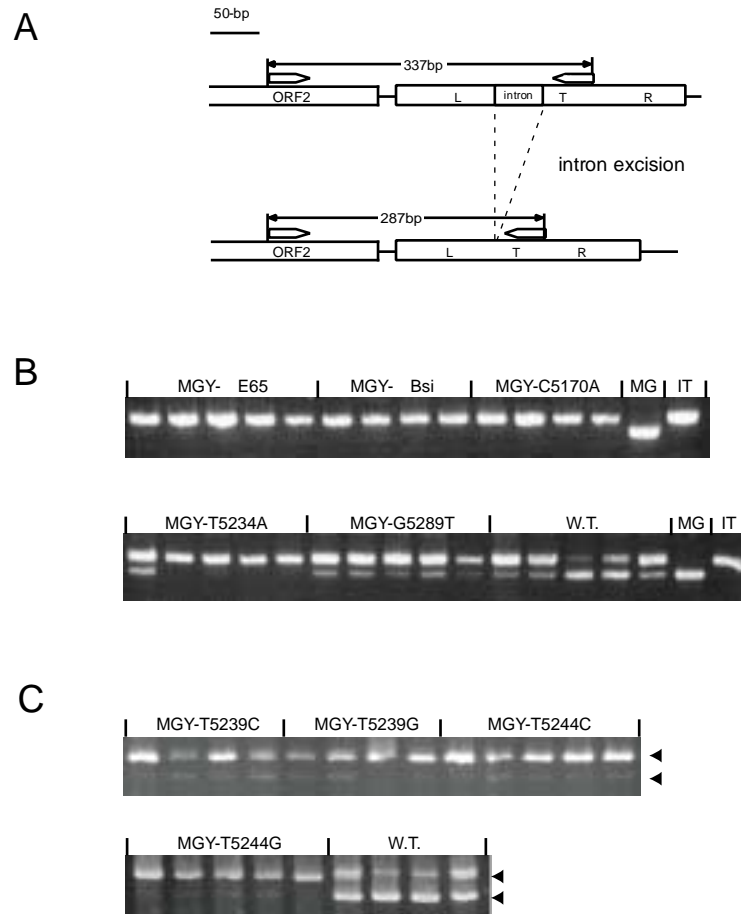 A
50-bp
337bp
ORF2 L intron T R
intron excision
287bp
ORF2 L T R
B
MGY- E65 MGY- Bsi MGY-C5170A MG IT
MGY-T5234A MGY-G5289T W.T. MG IT
C
MGY-T5239C MGY-T5239G MGY-T5244C
MGY-T5244G W.T.